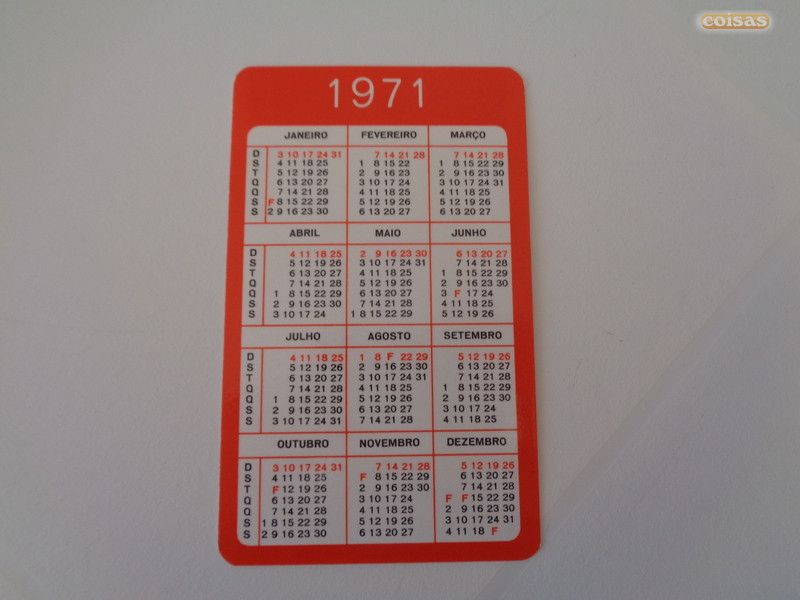 coisas
1971
JANEIRO FEVEREIRO MARÇO
D 3 10 17 24 31 7 14 21 28 7 14 21 28
S 4 11 18 25 1 8 15 22 1 8 15 22 29
T 5 12 19 26 2 9 16 23 2 9 16 23 30
Q 6 13 20 27 3 10 17 24 3 10 17 24 31
Q 7 14 21 28 4 11 18 25 4 11 18 25
S F 8 15 22 29 5 12 19 26 5 12 19 26
S 2 9 16 23 30 6 13 20 27 6 13 20 27
ABRIL MAIO JUNHO
D 4 11 18 25 2 9 16 23 30 6 13 20 27
S 5 12 19 26 3 10 17 24 31 7 14 21 28
T 6 13 20 27 4 11 18 25 1 8 15 22 29
Q 7 14 21 28 5 12 19 26 2 9 16 23 30
Q 1 8 15 22 29 6 13 20 27 3 F 17 24
S 2 9 16 23 30 7 14 21 28 4 11 18 25
S 3 10 17 24 1 8 15 22 29 5 12 19 26
JULHO AGOSTO SETEMBRO
D 4 11 18 25 1 8 F 22 29 5 12 19 26
S 5 12 19 26 2 9 16 23 30 6 13 20 27
T 6 13 20 27 3 10 17 24 31 7 14 21 28
Q 7 14 21 28 4 11 18 25 1 8 15 22 29
Q 1 8 15 22 29 5 12 19 26 2 9 16 23 30
S 2 9 16 23 30 6 13 20 27 3 10 17 24
S 3 10 17 24 31 7 14 21 28 4 11 18 25
OUTUBRO NOVEMBRO DEZEMBRO
D 3 10 17 24 31 7 14 21 28 5 12 19 26
S 4 11 18 25 F 8 15 22 29 6 13 20 27
T F 12 19 26 2 9 16 23 30 7 14 21 28
Q 6 13 20 27 3 10 17 24 F F 15 22 29
Q 7 14 21 28 4 11 18 25 2 9 16 23 30
S 1 8 15 22 29 5 12 19 26 3 10 17 24 31
S 2 9 16 23 30 6 13 20 27 4 11 18 F